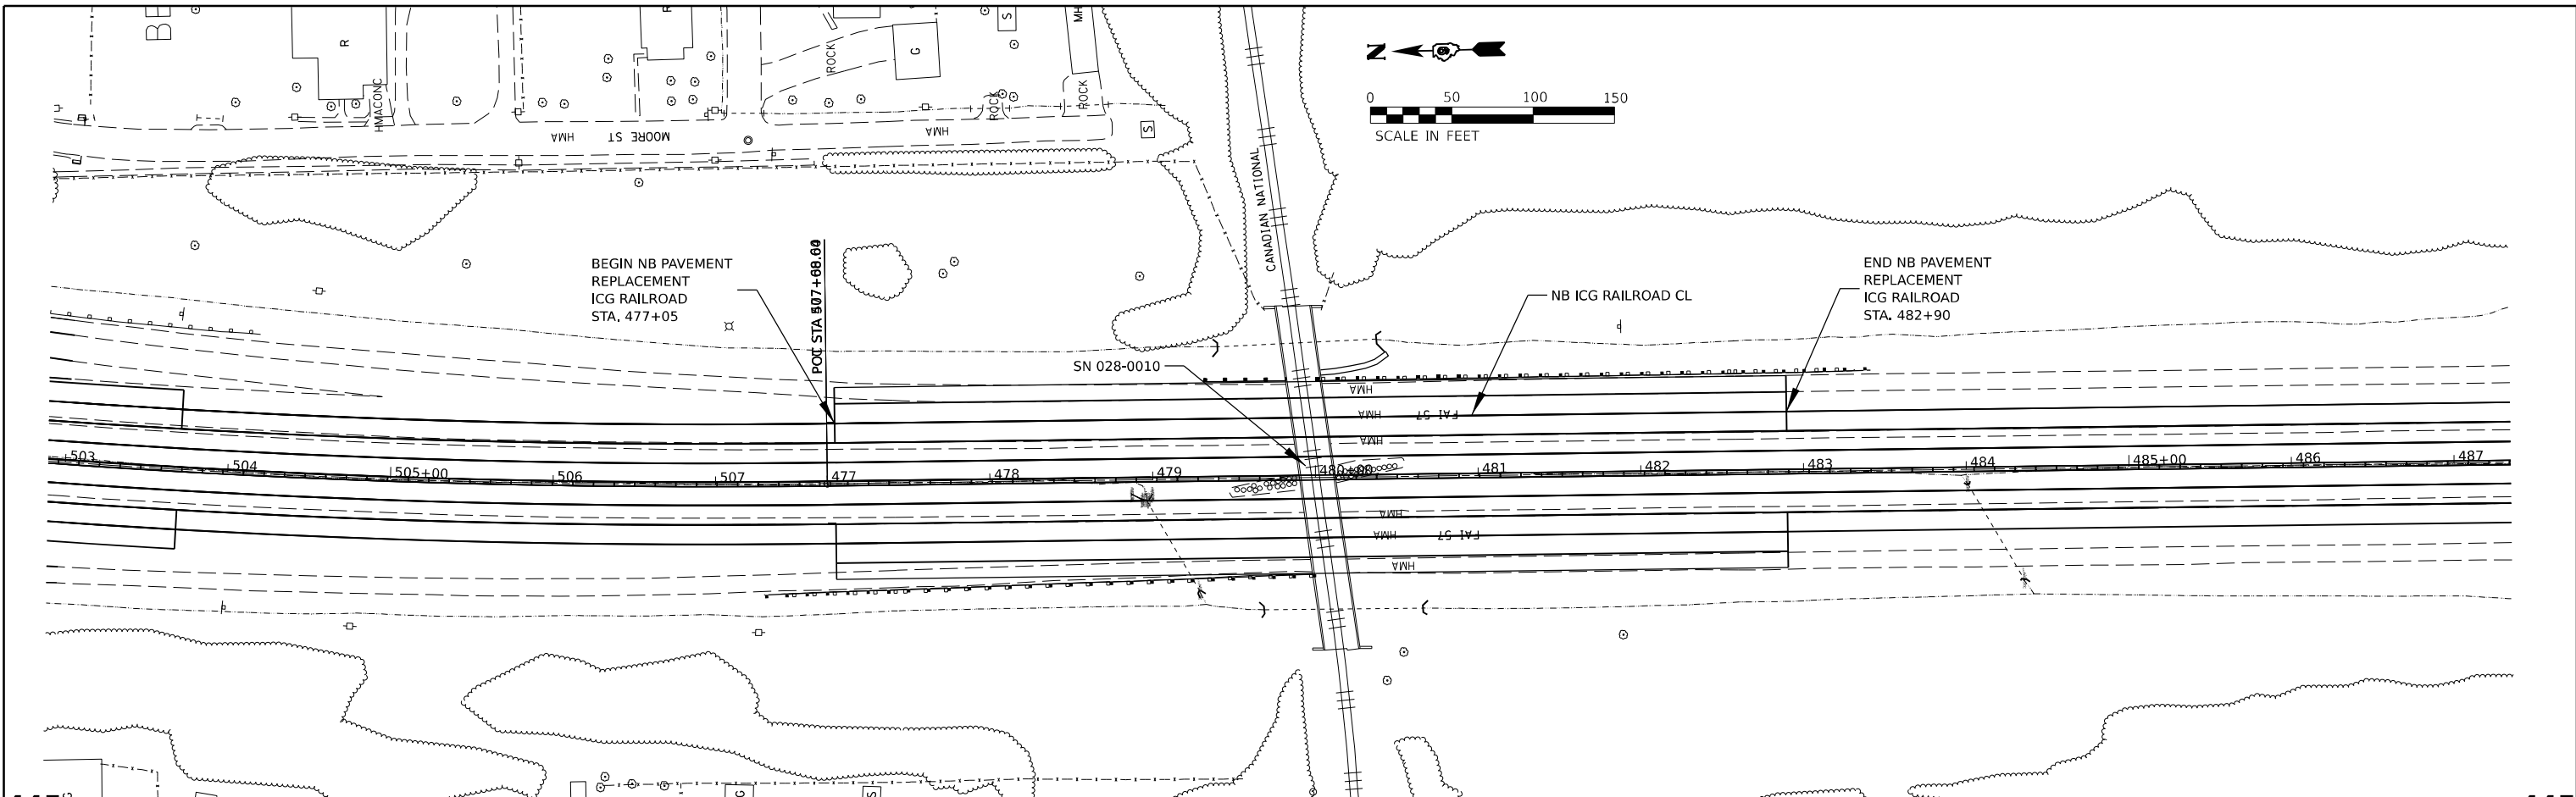 R
HMACONC
HMA
MOORE ST
ROCK
G
S
MH
HMA
ROCK
ROCK
S
CANADIAN NATIONAL
N
0 50 100 150
SCALE IN FEET
BEGIN NB PAVEMENT
REPLACEMENT
ICG RAILROAD
STA. 477+05
SN 028-0010
NB ICG RAILROAD CL
END NB PAVEMENT
REPLACEMENT
ICG RAILROAD
STA. 482+90
HMA
HMA FAI 57
HMA
503 504 505+00 506 507 477 478 479 480+00 481 482 483 484 485+00 486 487
HMA
HMA FAI 57
HMA
G
S